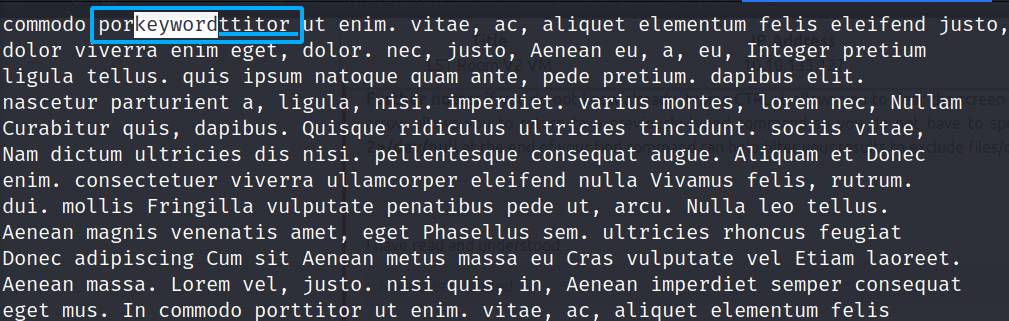 commodo porkeywordttitor ut enim. vitae, ac, aliquet elementum felis eleifend justo,
dolor viverra enim eget, dolor. nec, justo, Aenean eu, a, eu, Integer pretium
ligula tellus. quis ipsum natoque quam ante, pede pretium. dapibus elit.
nascetur parturient a, ligula, nisi. imperdiet. varius montes, lorem nec, Nullam
Curabitur quis, dapibus. Quisque ridiculus ultricies tincidunt. sociis vitae,
Nam dictum ultricies dis nisi. pellentesque consequat augue. Aliquam et Donec
enim. consectetuer viverra ullamcorper eleifend nulla Vivamus felis, rutrum.
dui. mollis Fringilla vulputate penatibus pede ut, arcu. Nulla leo tellus.
Aenean magnis venenatis amet, eget Phasellus sem. ultricies rhoncus feugiat
Donec adipiscing Cum sit Aenean metus massa eu Cras vulputate vel Etiam laoreet.
Aenean massa. Lorem vel, justo. nisi quis, in, Aenean imperdiet semper consequat
eget mus. In commodo porttitor ut enim. vitae, ac, aliquet elementum felis